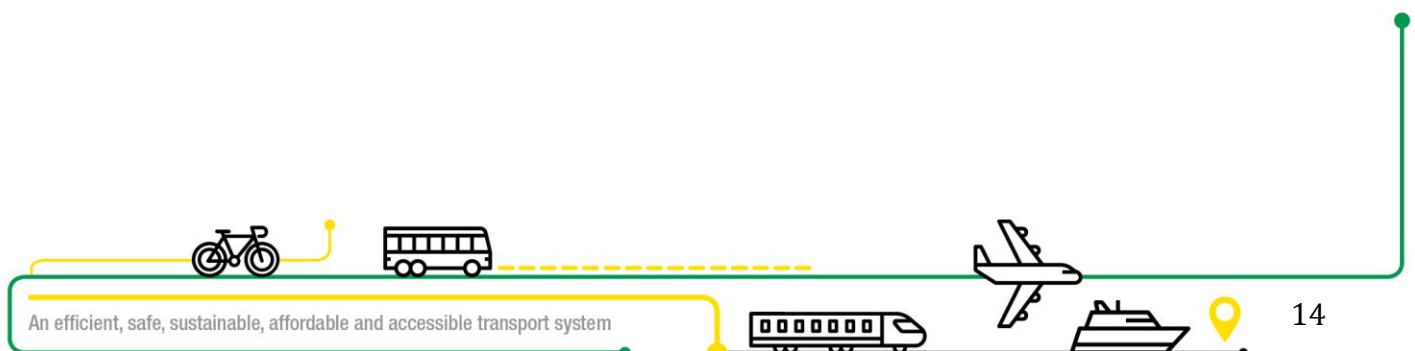 An efficient, safe, sustainable, affordable and accessible transport system
14